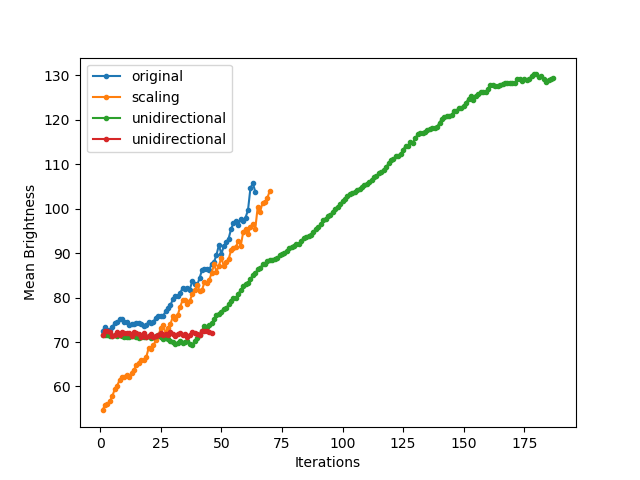 original
scaling
unidirectional
unidirectional
Mean Brightness
130
120
110
100
90
80
70
60
0 25 50 75 100 125 150 175
Iterations